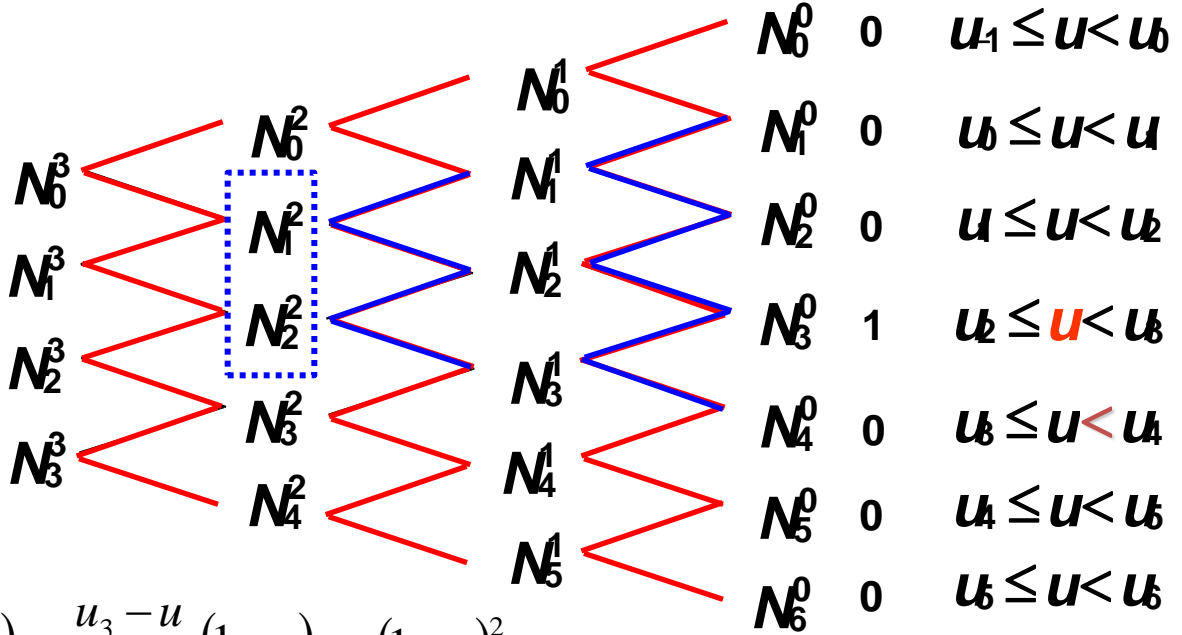 N_0^0 0 u_{-1} ≤ u < u_0
N_0^1
N_0^2 N_1^0 0 u_0 ≤ u < u_1
N_0^3 N_1^1
N_1^2 N_2^0 0 u_1 ≤ u < u_2
N_1^3 N_2^1
N_2^2 N_3^0 1 u_2 ≤ u < u_3
N_2^3 N_3^1
N_3^2 N_4^0 0 u_3 ≤ u < u_4
N_3^3 N_4^1
N_4^2 N_5^0 0 u_4 ≤ u < u_5
N_5^1
N_6^0 0 u_5 ≤ u < u_6
u_3 − u